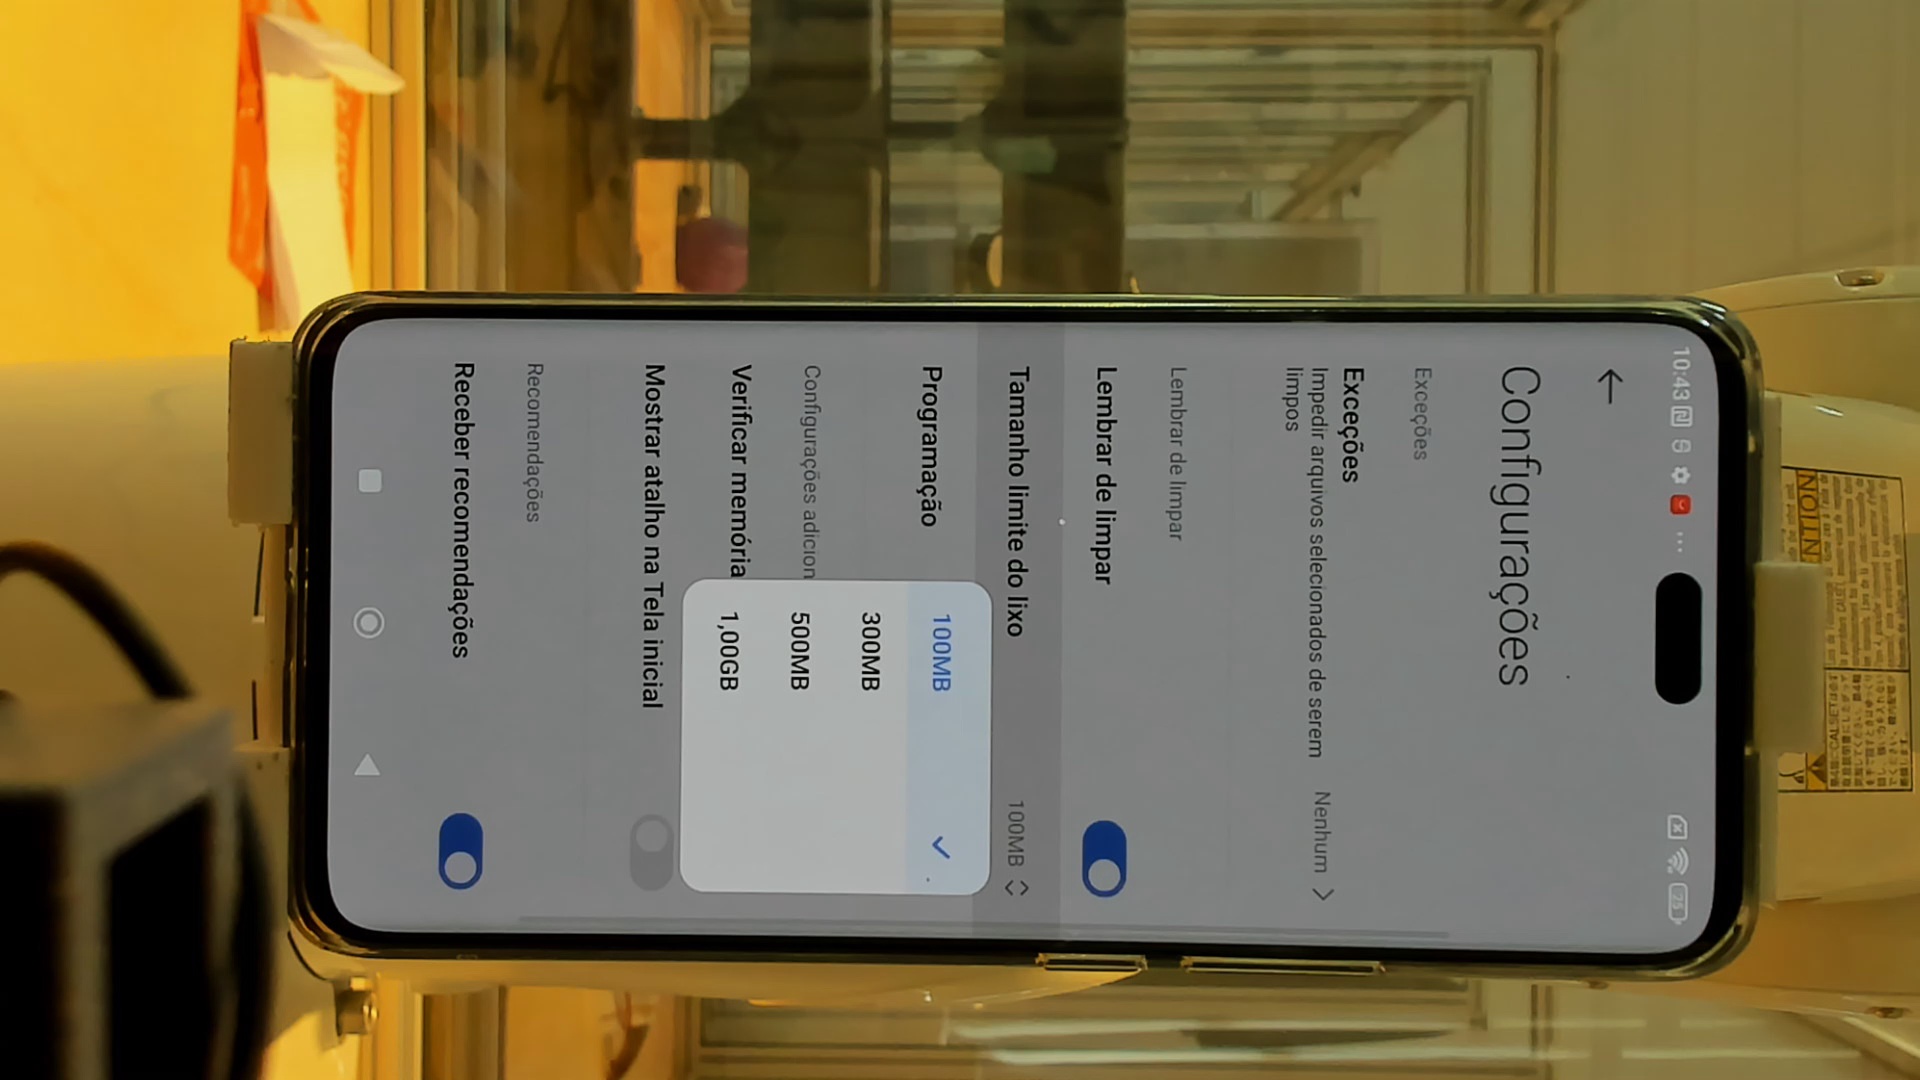 10:43
25
Configurações
Exceções
Exceções
Impedir arquivos selecionados de serem
limpos
Nenhum
Lembrar de limpar
Lembrar de limpar
Tamanho limite do lixo
100MB
Programação
100MB
300MB
500MB
1,00GB
Configurações adicion
Verificar memória
Mostrar atalho na Tela inicial
Recomendações
Receber recomendações